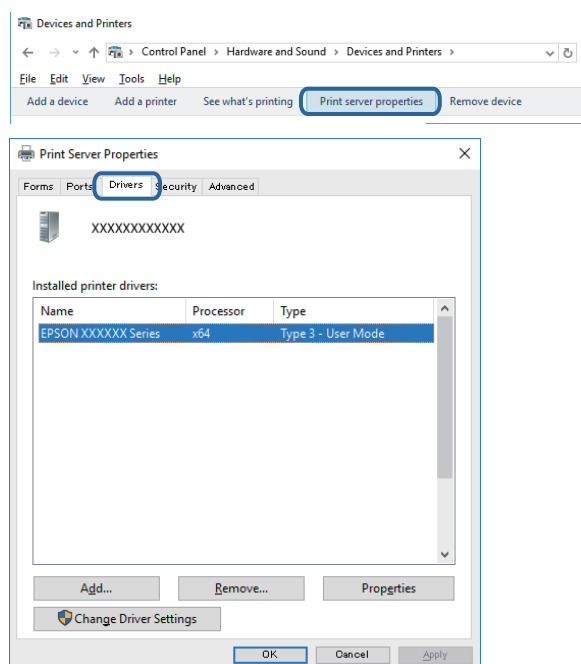 Devices and Printers
Control Panel > Hardware and Sound > Devices and Printers >
File Edit View Tools Help
Add a device Add a printer See what's printing Print server properties Remove device
Print Server Properties
Forms Ports Drivers Security Advanced
XXXXXXXXXXXX
Installed printer drivers:
Name Processor Type
EPSON XXXXXX Series x64 Type 3 - User Mode
Add... Remove... Properties
Change Driver Settings
OK Cancel Apply